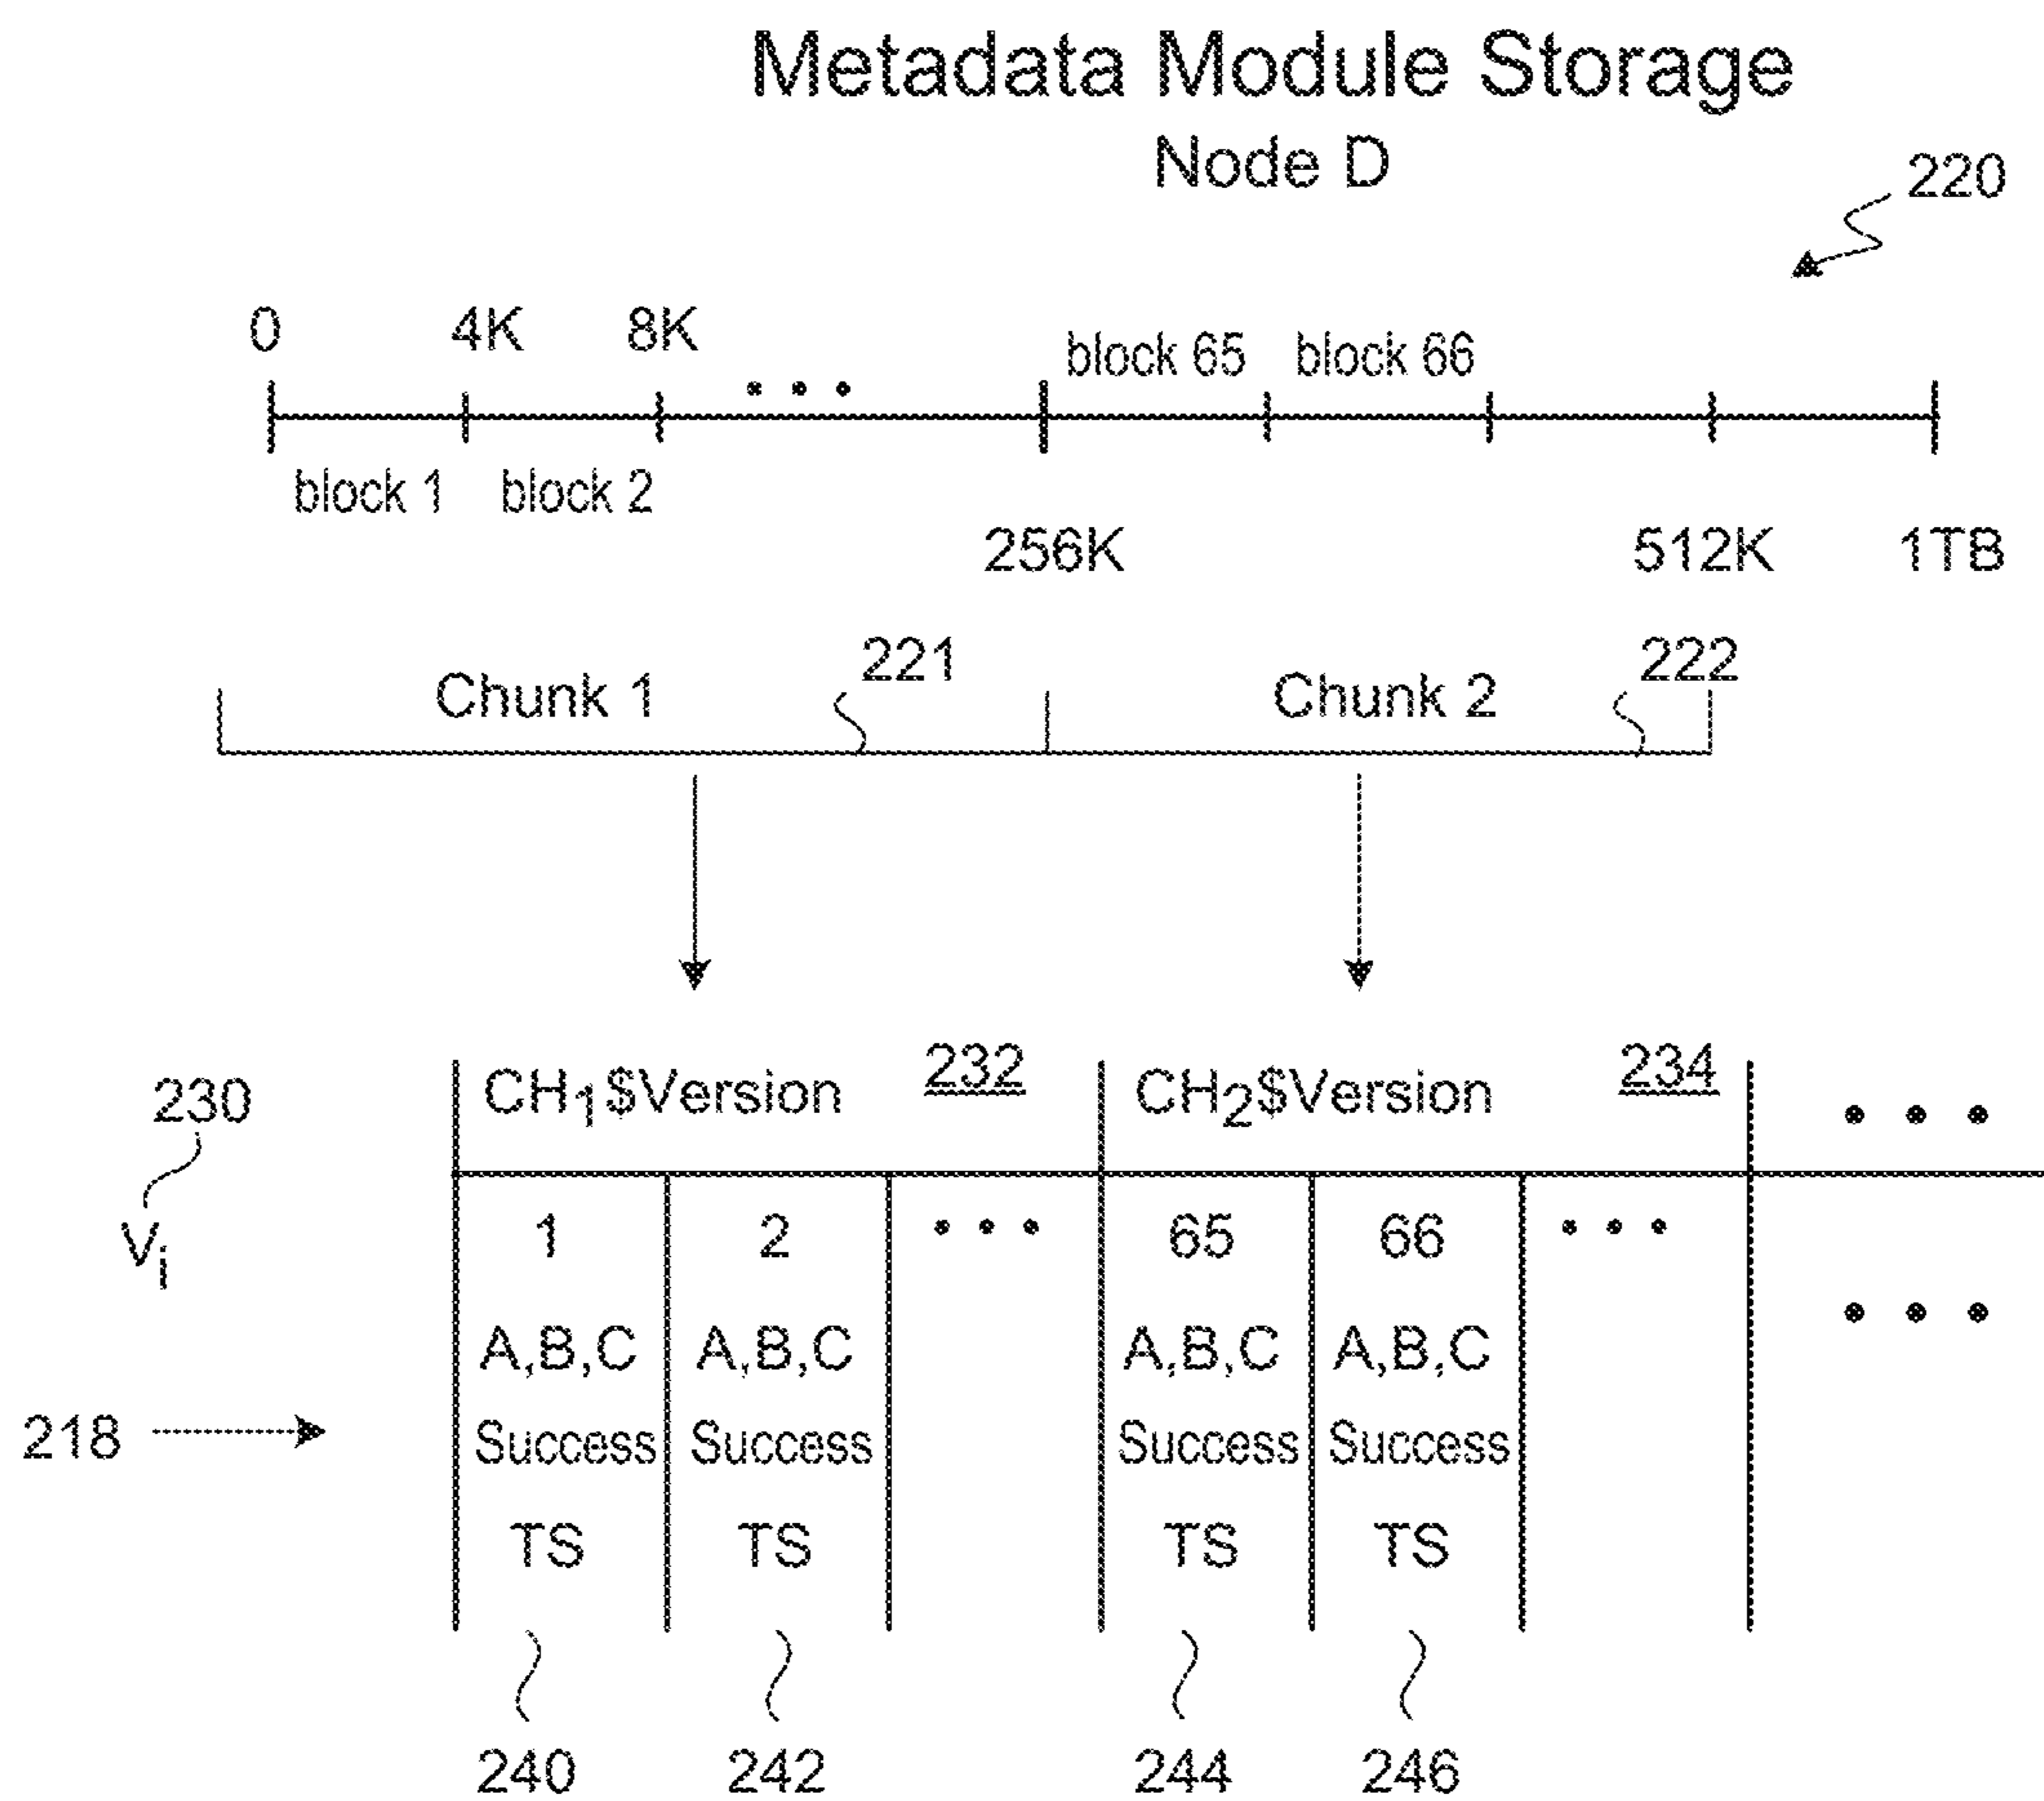 Metadata Module Storage
Node D
220
0 4K 8K • • • block 65 block 66
block 1 block 2
256K 512K 1TB
Chunk 1 221 Chunk 2 222
230 CH1$Version 232 CH2$Version 234 • • •
Vi 1 2 • • • 65 66 • • •
A,B,C A,B,C A,B,C A,B,C • • •
218 Success Success Success Success
TS TS TS TS
240 242 244 246